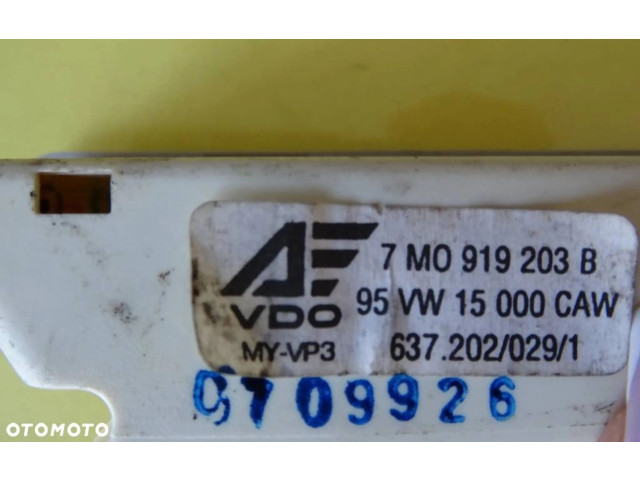 AF 7 M0 919 203 B
VDO 95 VW 15 000 CAW
MY-VP3 637.202/029/1
0709926
OTOMOTO